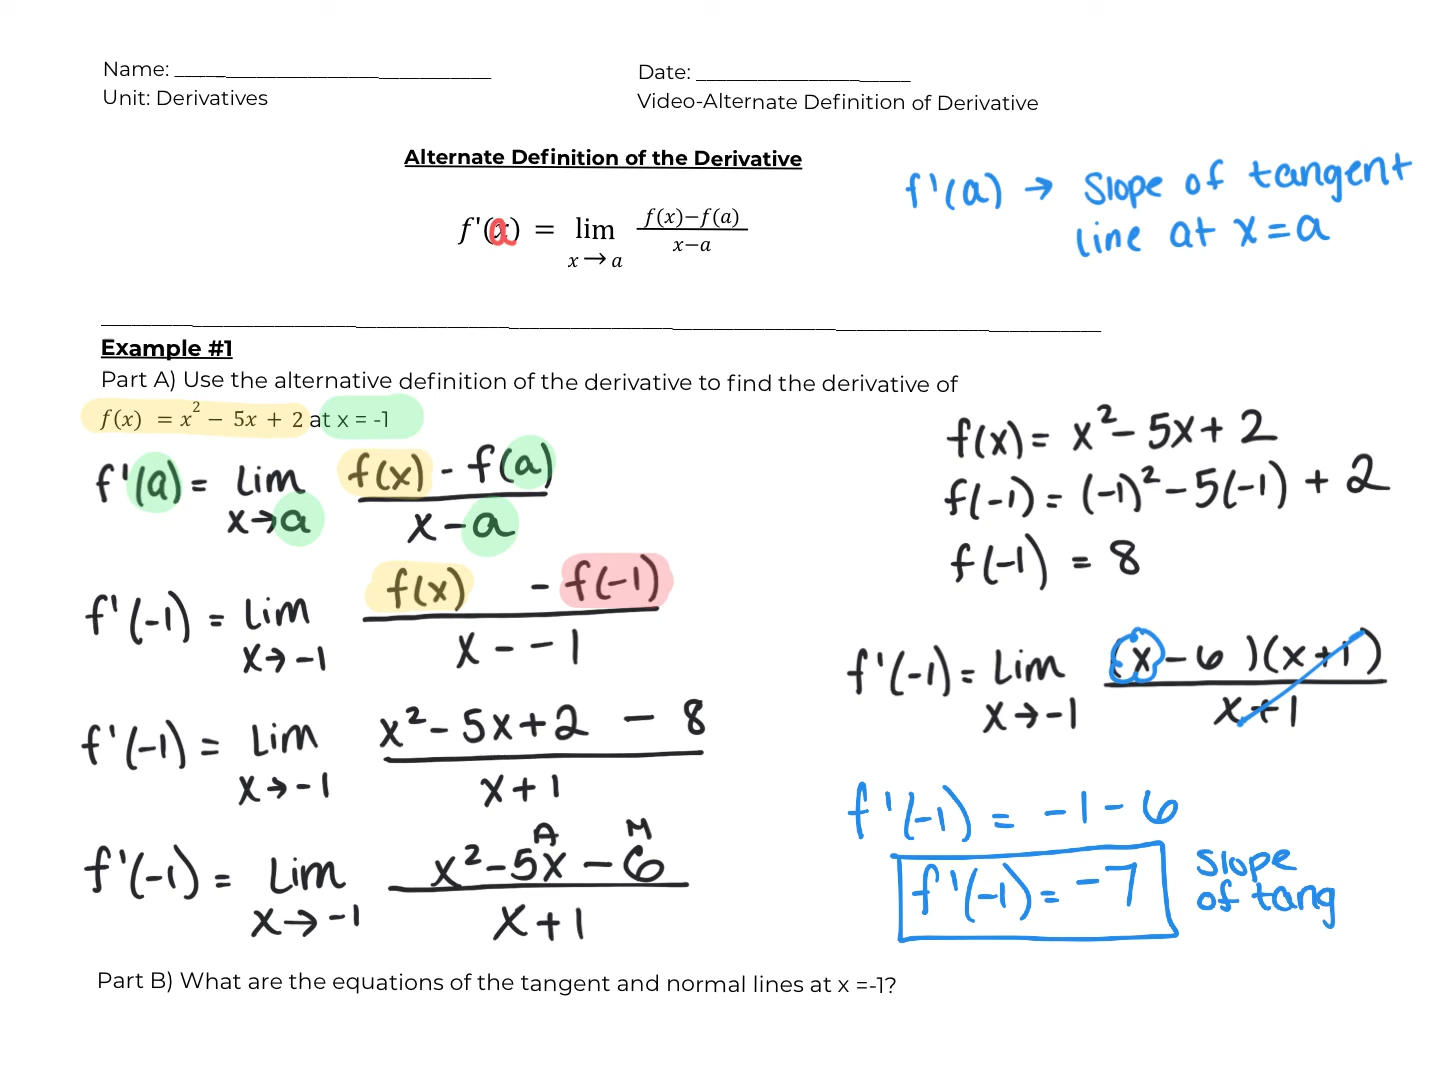 Name: ____________________________
Date: ___________________
Unit: Derivatives
Video-Alternate Definition of Derivative
Alternate Definition of the Derivative
f'(a) = lim x→a f(x)−f(a) / x−a
f'(a) → Slope of tangent
line at x = a
Example #1
Part A) Use the alternative definition of the derivative to find the derivative of
f(x) = x² − 5x + 2 at x = -1
f'(a) = Lim x→a f(x) - f(a) / x - a
f'(-1) = Lim x→-1 f(x) - f(-1) / x - -1
f'(-1) = Lim x→-1 x² - 5x + 2 - 8 / x + 1
A M
f'(-1) = Lim x→-1 x² - 5x - 6 / x + 1
f(x) = x² - 5x + 2
f(-1) = (-1)² - 5(-1) + 2
f(-1) = 8
f'(-1) = Lim x→-1 (x - 6)(x + 1) / x + 1
f'(-1) = -1 - 6
f'(-1) = -7
Slope
of tang
Part B) What are the equations of the tangent and normal lines at x =-1?